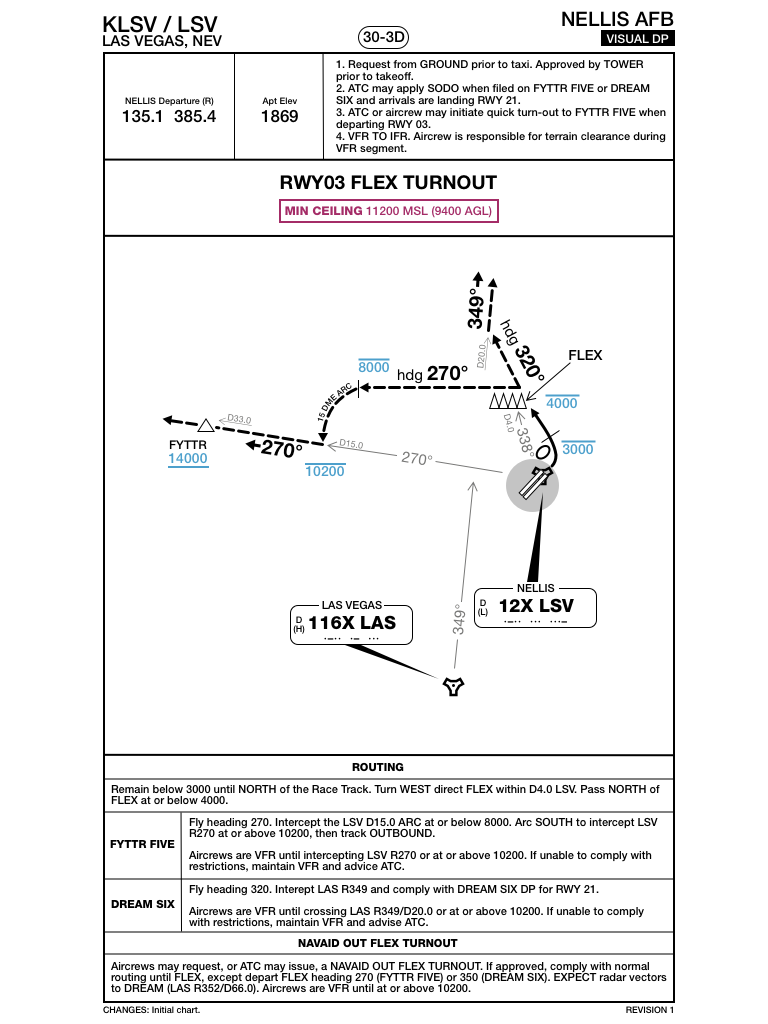 KLSV / LSV
LAS VEGAS, NEV
30-3D
NELLIS AFB
VISUAL DP
NELLIS Departure (R)
135.1 385.4
Apt Elev
1869
1. Request from GROUND prior to taxi. Approved by TOWER
prior to takeoff.
2. ATC may apply SODO when filed on FYTTR FIVE or DREAM
SIX and arrivals are landing RWY 21.
3. ATC or aircrew may initiate quick turn-out to FYTTR FIVE when
departing RWY 03.
4. VFR TO IFR. Aircrew is responsible for terrain clearance during
VFR segment.
RWY03 FLEX TURNOUT
MIN CEILING 11200 MSL (9400 AGL)
349°
hdg 320°
D20.0
FLEX
8000
hdg 270°
4000
15 DME ARC
D4.0
338°
3000
D33.0
FYTTR
14000
270°
D15.0
10200
270°
NELLIS
D
(L)
12X LSV
.-.. ... ...-
LAS VEGAS
D
(H)
116X LAS
.-.. .- ...
349°
ROUTING
Remain below 3000 until NORTH of the Race Track. Turn WEST direct FLEX within D4.0 LSV. Pass NORTH of
FLEX at or below 4000.
FYTTR FIVE
Fly heading 270. Intercept the LSV D15.0 ARC at or below 8000. Arc SOUTH to intercept LSV
R270 at or above 10200, then track OUTBOUND.
Aircrews are VFR until intercepting LSV R270 or at or above 10200. If unable to comply with
restrictions, maintain VFR and advice ATC.
DREAM SIX
Fly heading 320. Interept LAS R349 and comply with DREAM SIX DP for RWY 21.
Aircrews are VFR until crossing LAS R349/D20.0 or at or above 10200. If unable to comply
with restrictions, maintain VFR and advise ATC.
NAVAID OUT FLEX TURNOUT
Aircrews may request, or ATC may issue, a NAVAID OUT FLEX TURNOUT. If approved, comply with normal
routing until FLEX, except depart FLEX heading 270 (FYTTR FIVE) or 350 (DREAM SIX). EXPECT radar vectors
to DREAM (LAS R352/D66.0). Aircrews are VFR until at or above 10200.
CHANGES: Initial chart.
REVISION 1